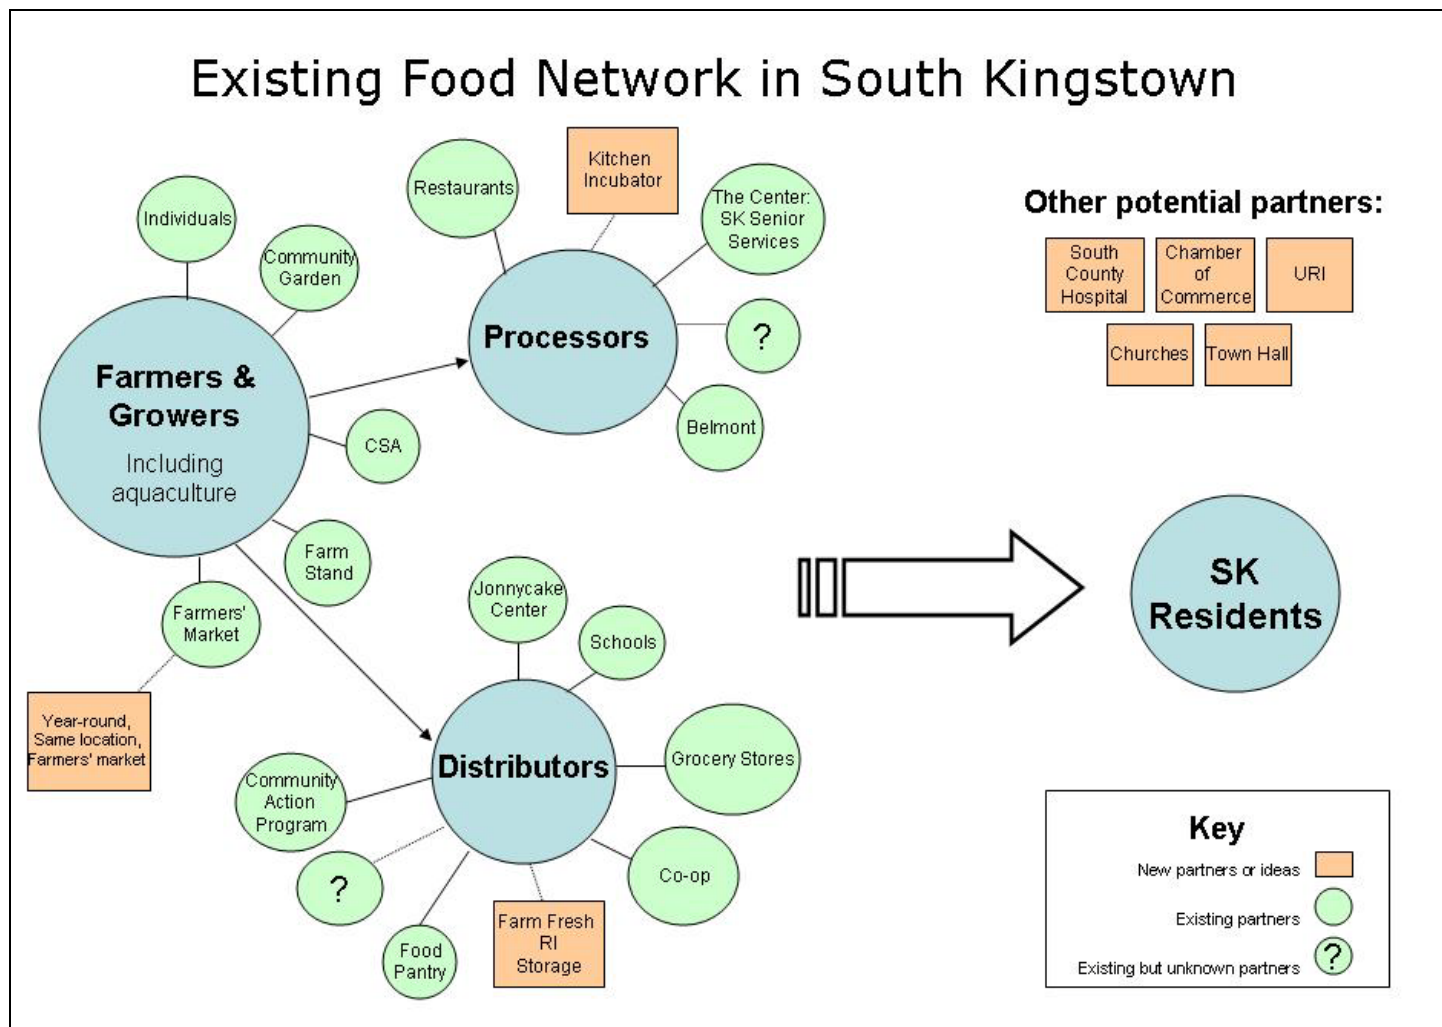 Existing Food Network in South Kingstown
Individuals
Community
Garden
Farmers &
Growers
Including
aquaculture
CSA
Farm
Stand
Farmers'
Market
Year-round,
Same location,
Farmers' market
Restaurants
Kitchen
Incubator
The Center:
SK Senior
Services
Processors
?
Belmont
Jonnycake
Center
Schools
Distributors
Grocery Stores
Community
Action
Program
?
Co-op
Food
Pantry
Farm Fresh
RI
Storage
Other potential partners:
South
County
Hospital
Chamber
of
Commerce
URI
Churches
Town Hall
SK
Residents
Key
New partners or ideas
Existing partners
Existing but unknown partners
?